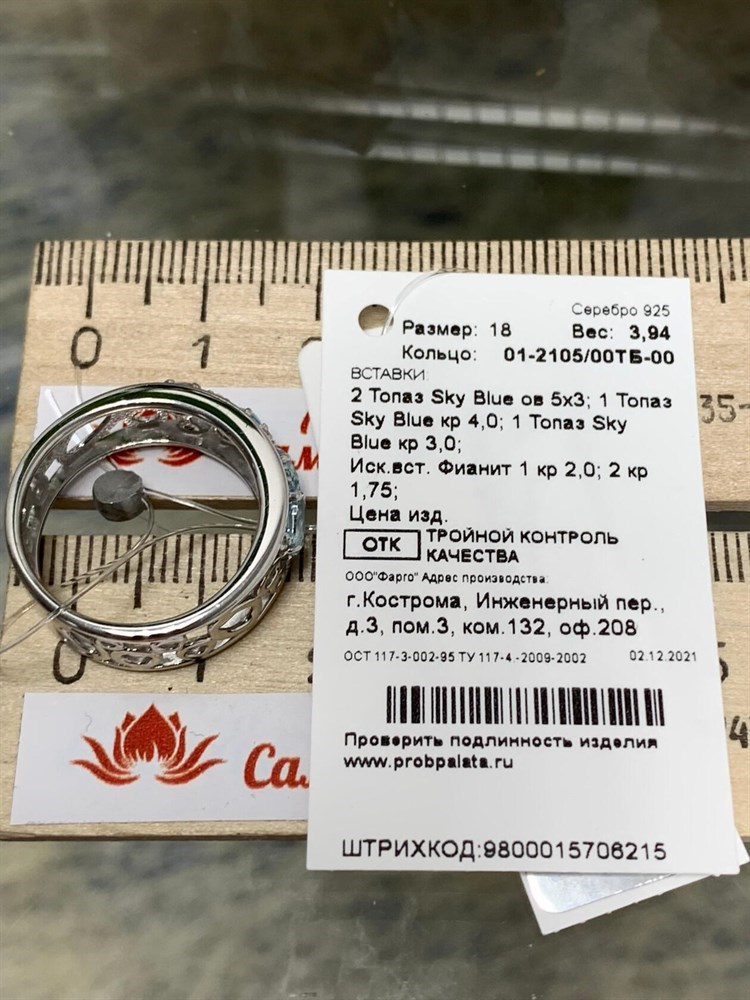 0 1
Серебро 925
Размер: 18 Вес: 3,94
Кольцо: 01-2105/00ТБ-00
ВСТАВКИ:
2 Топаз Sky Blue ов 5х3; 1 Топаз
Sky Blue кр 4,0; 1 Топаз Sky
Blue кр 3,0;
Иск.вст. Фианит 1 кр 2,0; 2 кр
1,75;
Цена изд.
ОТК ТРОЙНОЙ КОНТРОЛЬ
КАЧЕСТВА
ООО"Фарго" Адрес производства:
г.Кострома, Инженерный пер.,
д.3, пом.3, ком.132, оф.208
ОСТ 117-3-002-95 ТУ 117-4.-2009-2002 02.12.2021
Проверить подлинность изделия
www.probpalata.ru
ШТРИХКОД:9800015706215
35
0 1